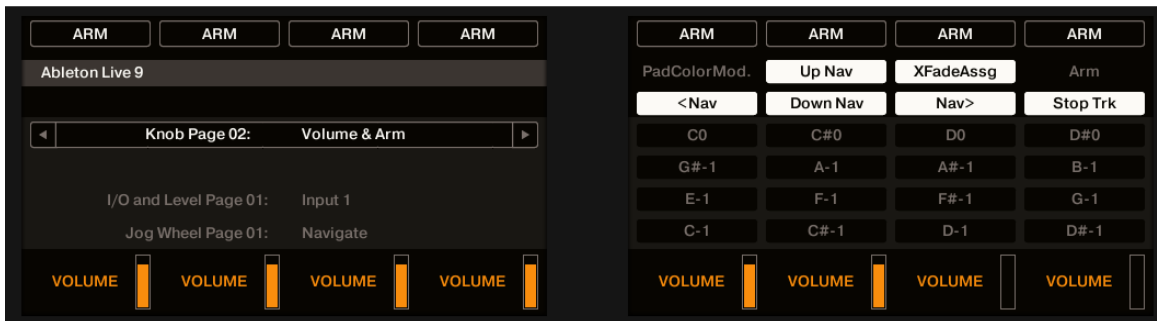 ARM ARM ARM ARM
Ableton Live 9
Knob Page 02: Volume & Arm
I/O and Level Page 01: Input 1
Jog Wheel Page 01: Navigate
VOLUME VOLUME VOLUME VOLUME
ARM ARM ARM ARM
PadColorMod. Up Nav XFadeAssg Arm
<Nav Down Nav Nav> Stop Trk
C0 C#0 D0 D#0
G#-1 A-1 A#-1 B-1
E-1 F-1 F#-1 G-1
C-1 C#-1 D-1 D#-1
VOLUME VOLUME VOLUME VOLUME